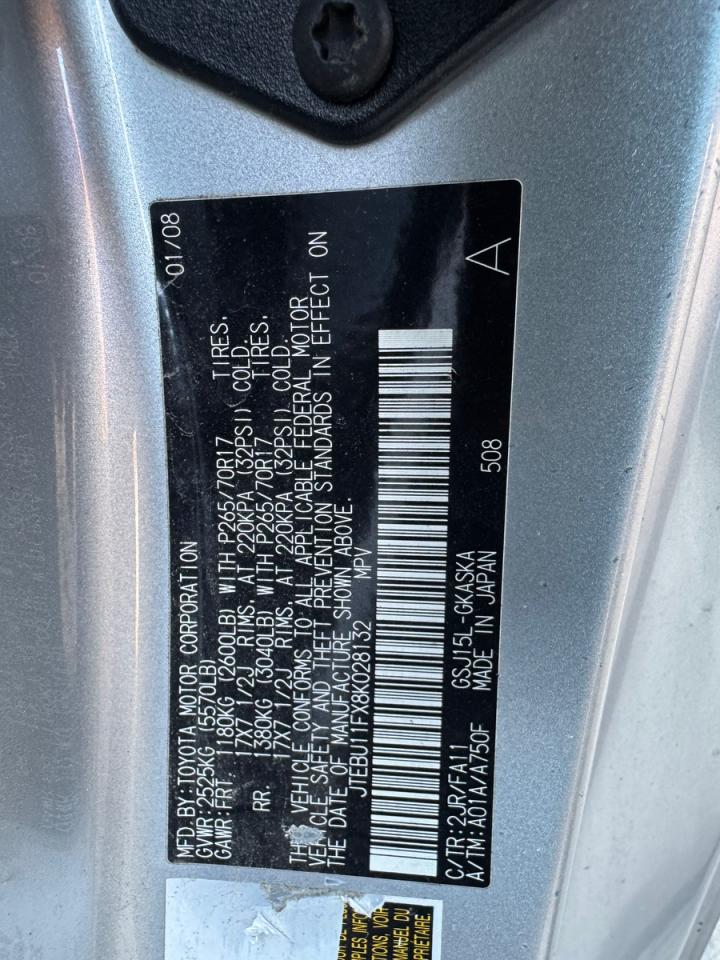 MFD.BY:TOYOTA MOTOR CORPORATION 01/08
GVWR:2525KG (5570LB)
GAWR:FRT. 1180KG (2600LB) WITH P265/70R17 TIRES,
17X7 1/2J RIMS, AT 220KPA (32PSI) COLD.
RR. 1380KG (3040LB) WITH P265/70R17 TIRES,
17X7 1/2J RIMS, AT 220KPA (32PSI) COLD.
VEHICLE CONFORMS TO ALL APPLICABLE FEDERAL MOTOR
VEHICLE SAFETY AND THEFT PREVENTION STANDARDS IN EFFECT ON
THE DATE OF MANUFACTURE SHOWN ABOVE.
JTEBU11FX8K028132 MPV
C/TR:2JR/FA11 GSJ15L-GKASKA 508 A
A/TM:A01A/A750F MADE IN JAPAN
TIONS VOIR
MANUEL DU